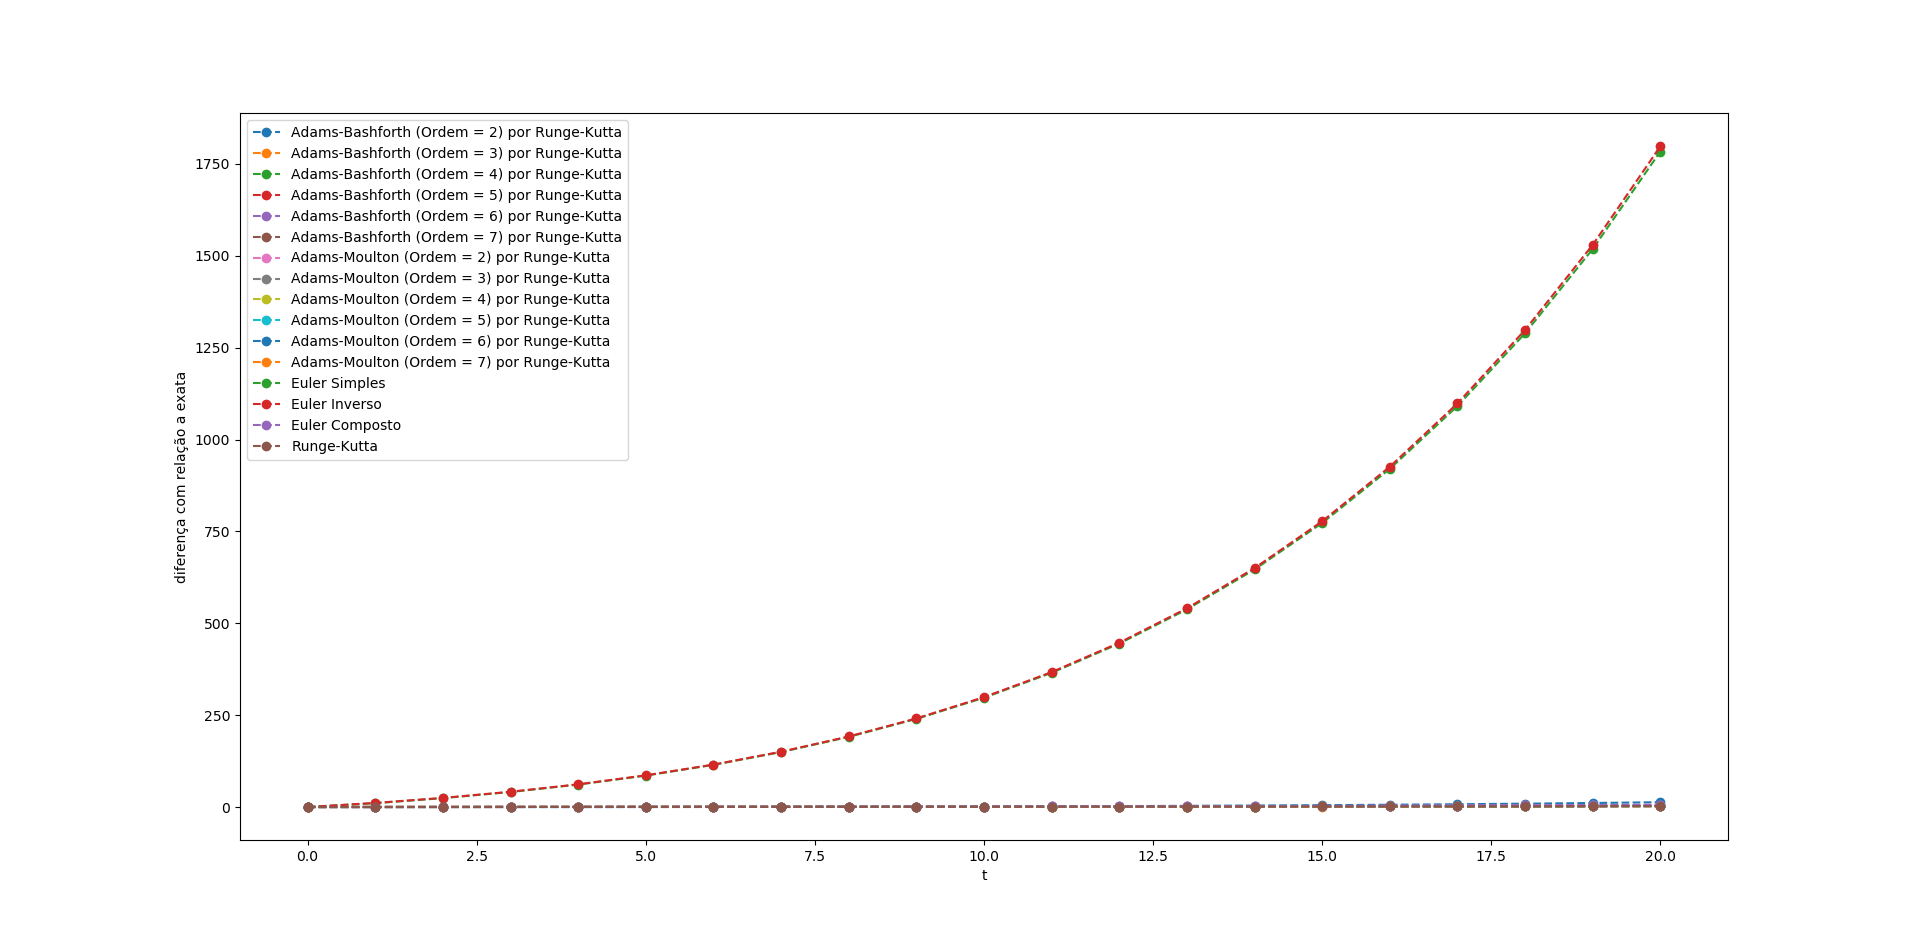 Adams-Bashforth (Ordem = 2) por Runge-Kutta
Adams-Bashforth (Ordem = 3) por Runge-Kutta
Adams-Bashforth (Ordem = 4) por Runge-Kutta
Adams-Bashforth (Ordem = 5) por Runge-Kutta
Adams-Bashforth (Ordem = 6) por Runge-Kutta
Adams-Bashforth (Ordem = 7) por Runge-Kutta
Adams-Moulton (Ordem = 2) por Runge-Kutta
Adams-Moulton (Ordem = 3) por Runge-Kutta
Adams-Moulton (Ordem = 4) por Runge-Kutta
Adams-Moulton (Ordem = 5) por Runge-Kutta
Adams-Moulton (Ordem = 6) por Runge-Kutta
Adams-Moulton (Ordem = 7) por Runge-Kutta
Euler Simples
Euler Inverso
Euler Composto
Runge-Kutta
diferença com relação a exata
1750
1500
1250
1000
750
500
250
0
0.0 2.5 5.0 7.5 10.0 12.5 15.0 17.5 20.0
t